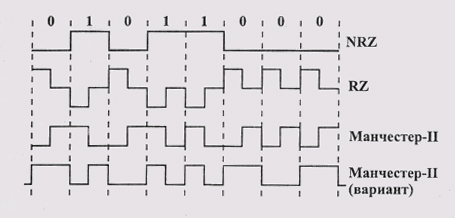 0 1 0 1 1 0 0 0
NRZ
RZ
Манчестер-II
Манчестер-II
(вариант)